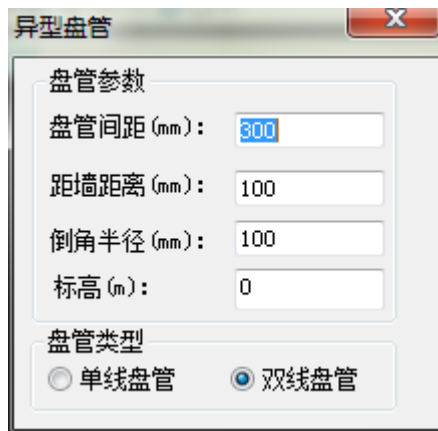 异型盘管
盘管参数
盘管间距(mm): 300
距墙距离(mm): 100
倒角半径(mm): 100
标高(m): 0
盘管类型
单线盘管 双线盘管